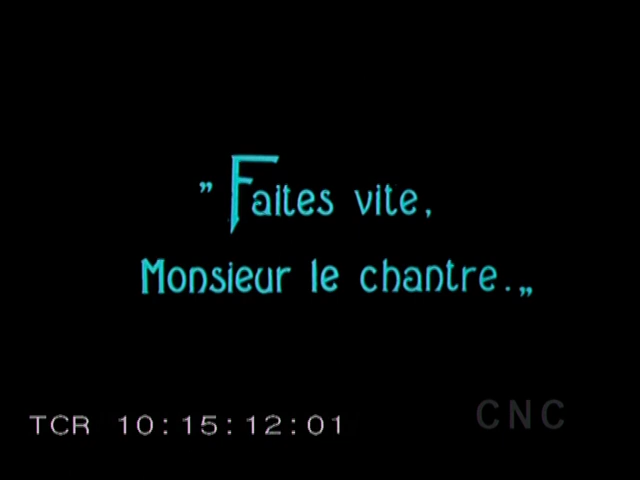 ” Faites vite,
Monsieur le chantre.„
TCR 10:15:12:01
CNC